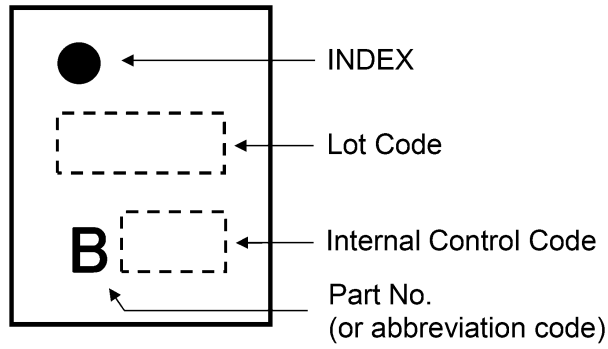 INDEX
Lot Code
B
Internal Control Code
Part No.
(or abbreviation code)